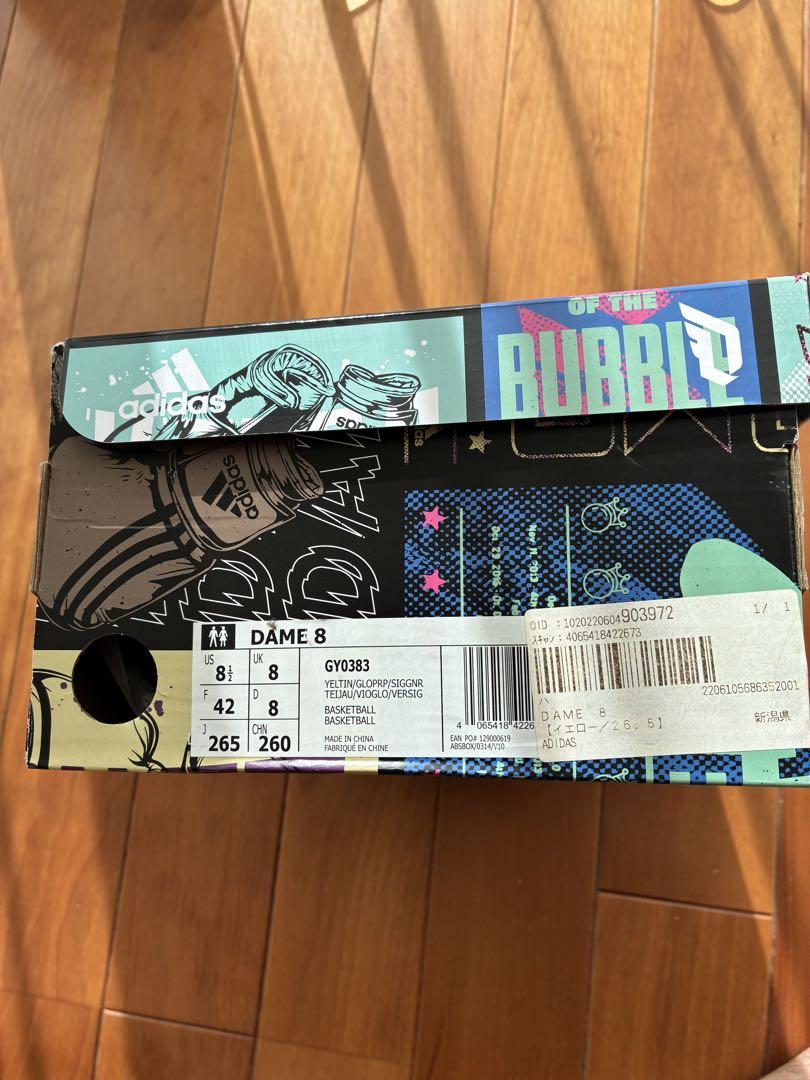 OF THE
BUBBLE
adidas
adidas
adidas
DAME 8
US
8½
UK
8
F
42
D
8
J
265
CHN
260
GY0383
YELTIN/GLOPRP/SIGGNR
TEIJAU/VIOGLO/VERSIG
BASKETBALL
BASKETBALL
MADE IN CHINA
FABRIQUÉ EN CHINE
4 065418 4226
EAN PO# 129000619
ABSBOX/0314/V10
OID : 1020220604903972 1/ 1
スキャン : 4065418422673
2206105686352001
ハ
DAME 8
【イエロー/26.5】
ADIDAS
新潟県